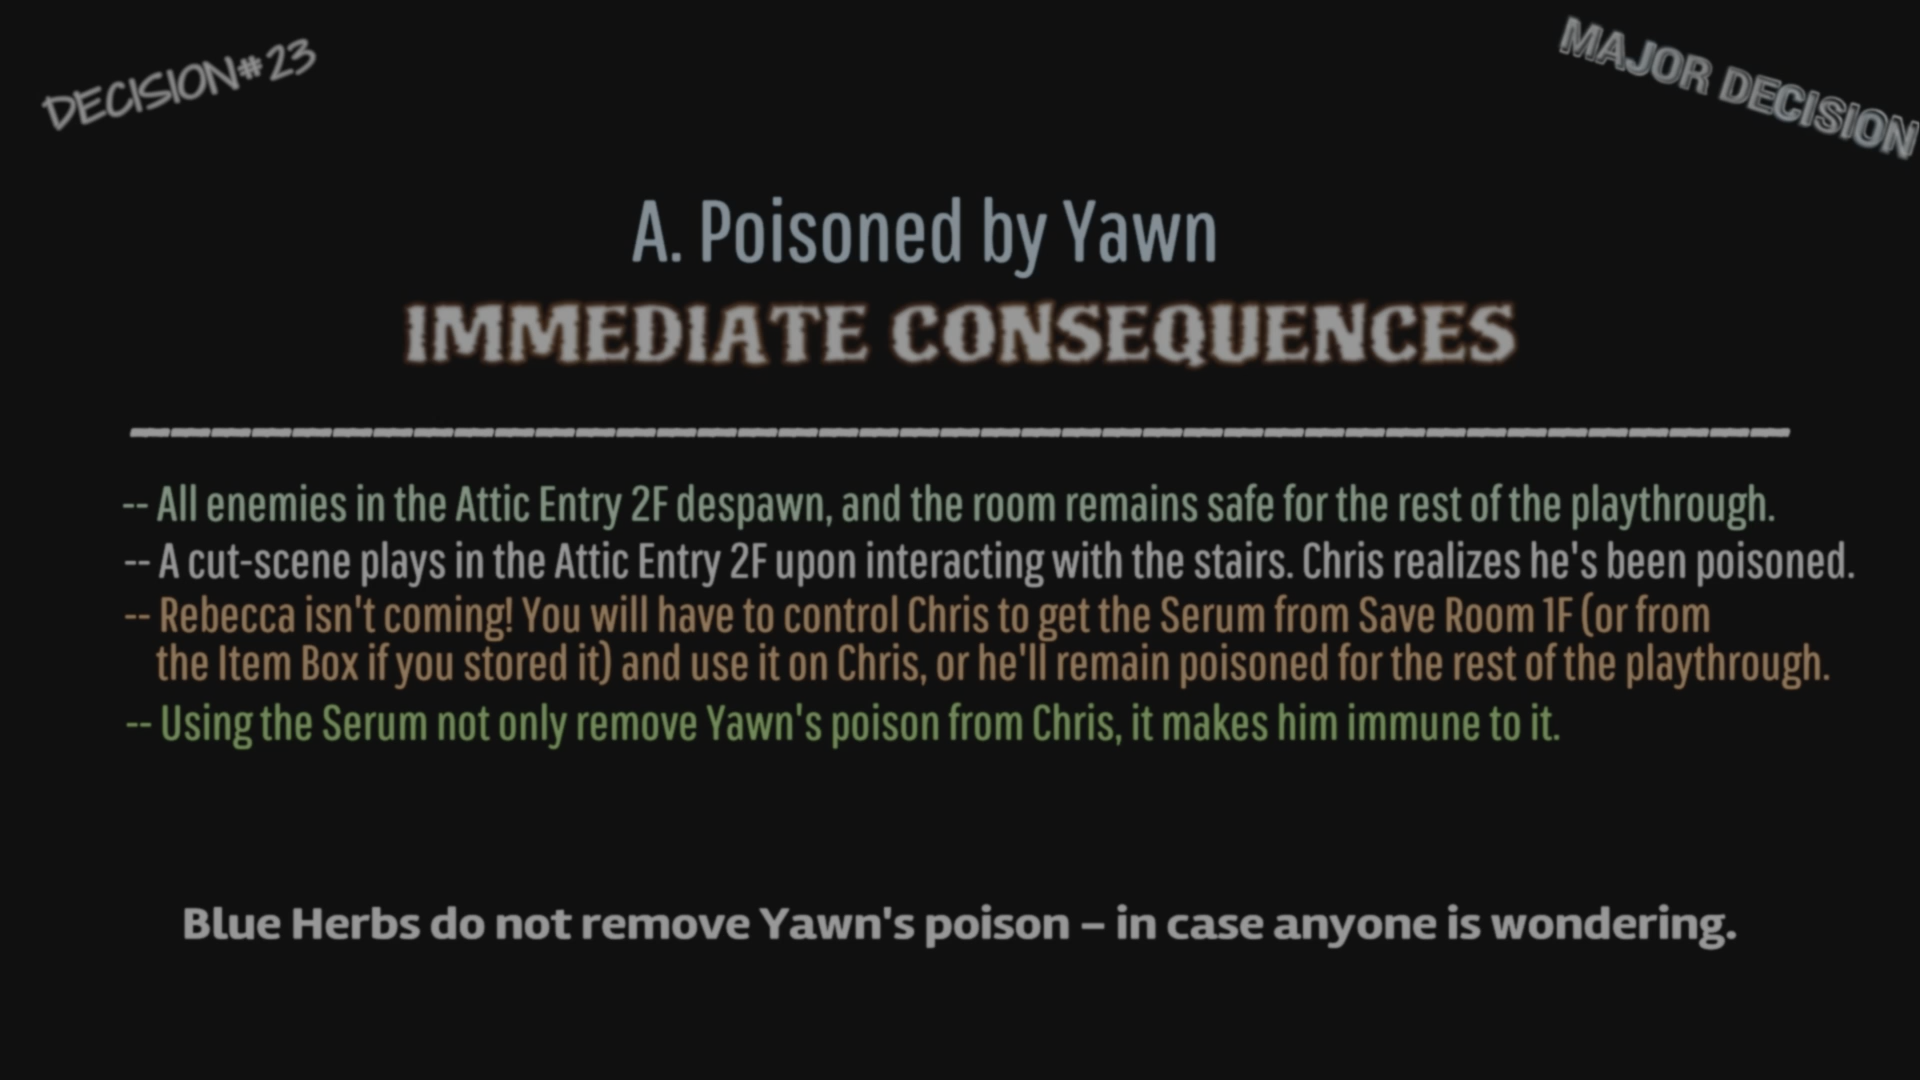 DECISION#23
MAJOR DECISION
A. Poisoned by Yawn
IMMEDIATE CONSEQUENCES
-- All enemies in the Attic Entry 2F despawn, and the room remains safe for the rest of the playthrough.
-- A cut-scene plays in the Attic Entry 2F upon interacting with the stairs. Chris realizes he's been poisoned.
-- Rebecca isn't coming! You will have to control Chris to get the Serum from Save Room 1F (or from
the Item Box if you stored it) and use it on Chris, or he'll remain poisoned for the rest of the playthrough.
-- Using the Serum not only remove Yawn's poison from Chris, it makes him immune to it.
Blue Herbs do not remove Yawn's poison – in case anyone is wondering.